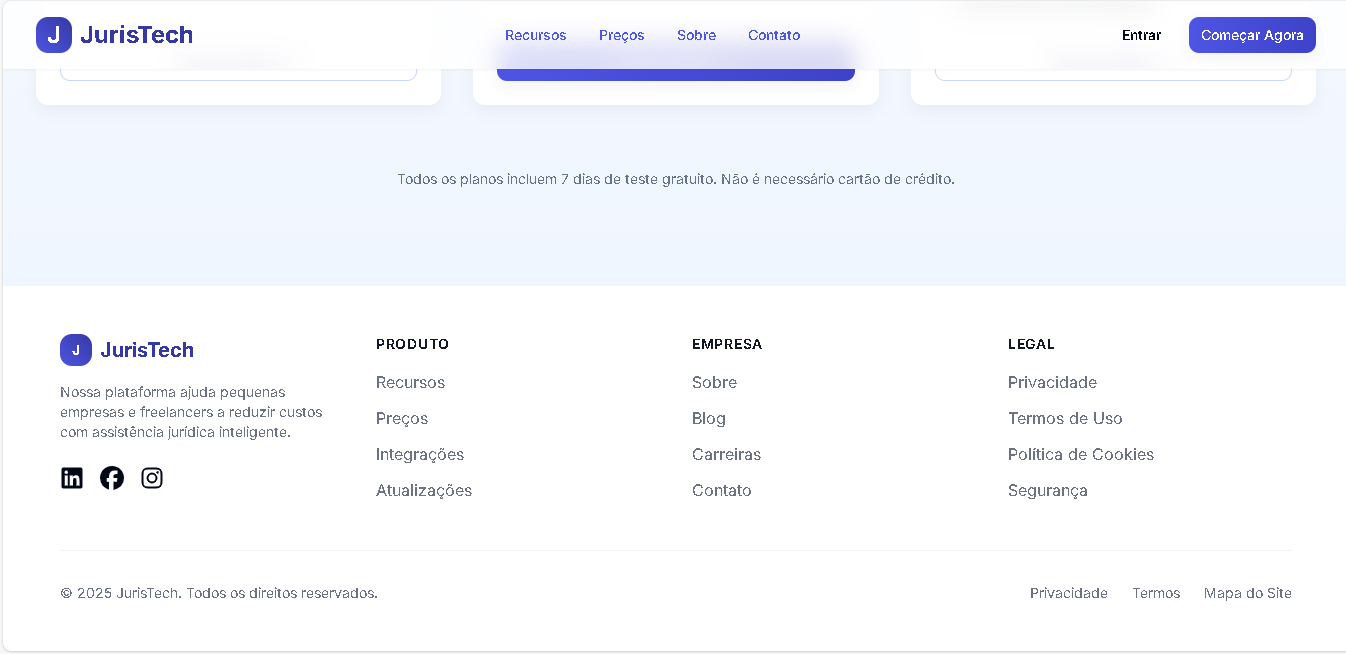 J JurisTech
Recursos Preços Sobre Contato
Entrar Começar Agora
Todos os planos incluem 7 dias de teste gratuito. Não é necessário cartão de crédito.
J JurisTech
Nossa plataforma ajuda pequenas
empresas e freelancers a reduzir custos
com assistência jurídica inteligente.
in
PRODUTO
Recursos
Preços
Integrações
Atualizações
EMPRESA
Sobre
Blog
Carreiras
Contato
LEGAL
Privacidade
Termos de Uso
Política de Cookies
Segurança
© 2025 JurisTech. Todos os direitos reservados.
Privacidade Termos Mapa do Site